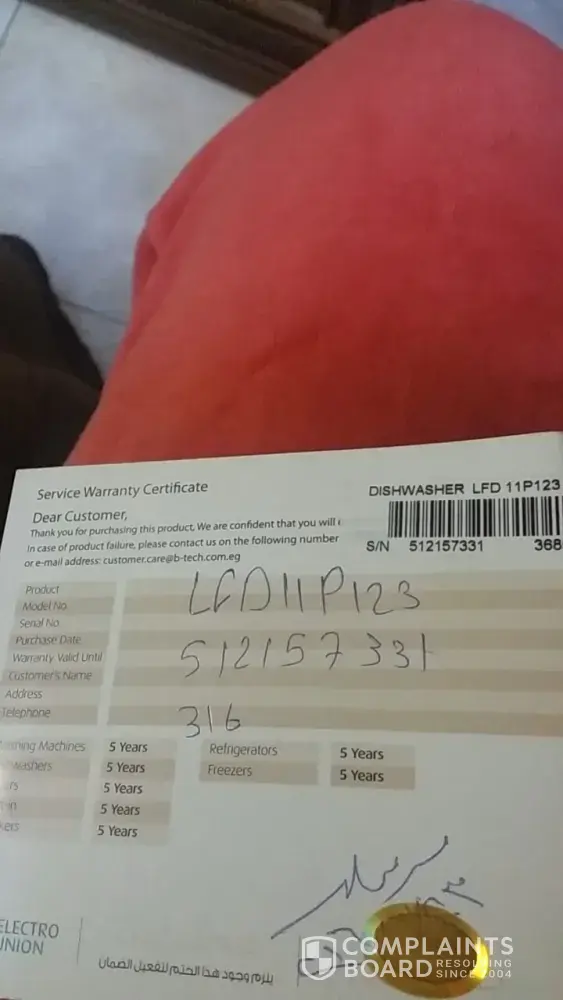 Service Warranty Certificate
DISHWASHER LFD 11P123
Dear Customer,
Thank you for purchasing this product, We are confident that you will
In case of product failure, please contact us on the following number
S/N 512157331 368
or e-mail address: customer.care@b-tech.com.eg
Product
Model No
LFD11P123
Serial No
Purchase Date
Warranty Valid Until
512157331
Customer's Name
Address
Telephone
316
Machines 5 Years
Refrigerators 5 Years
washers 5 Years
Freezers 5 Years
5 Years
5 Years
5 Years
ELECTRO
UNION
يلزم وجود هذا الختم لتفعيل الضمان
COMPLAINTS
BOARD
RESOLVING
SINCE 2004